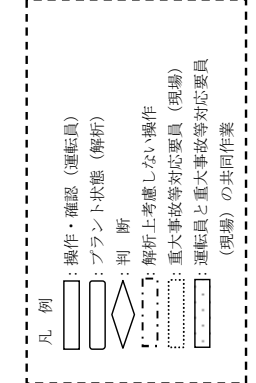 凡 例
：操作・確認（運転員）
：プラント状態（解析）
：判 断
：解析上考慮しない操作
：重大事故等対応要員（現場）
：運転員と重大事故等対応要員
（現場）の共同作業